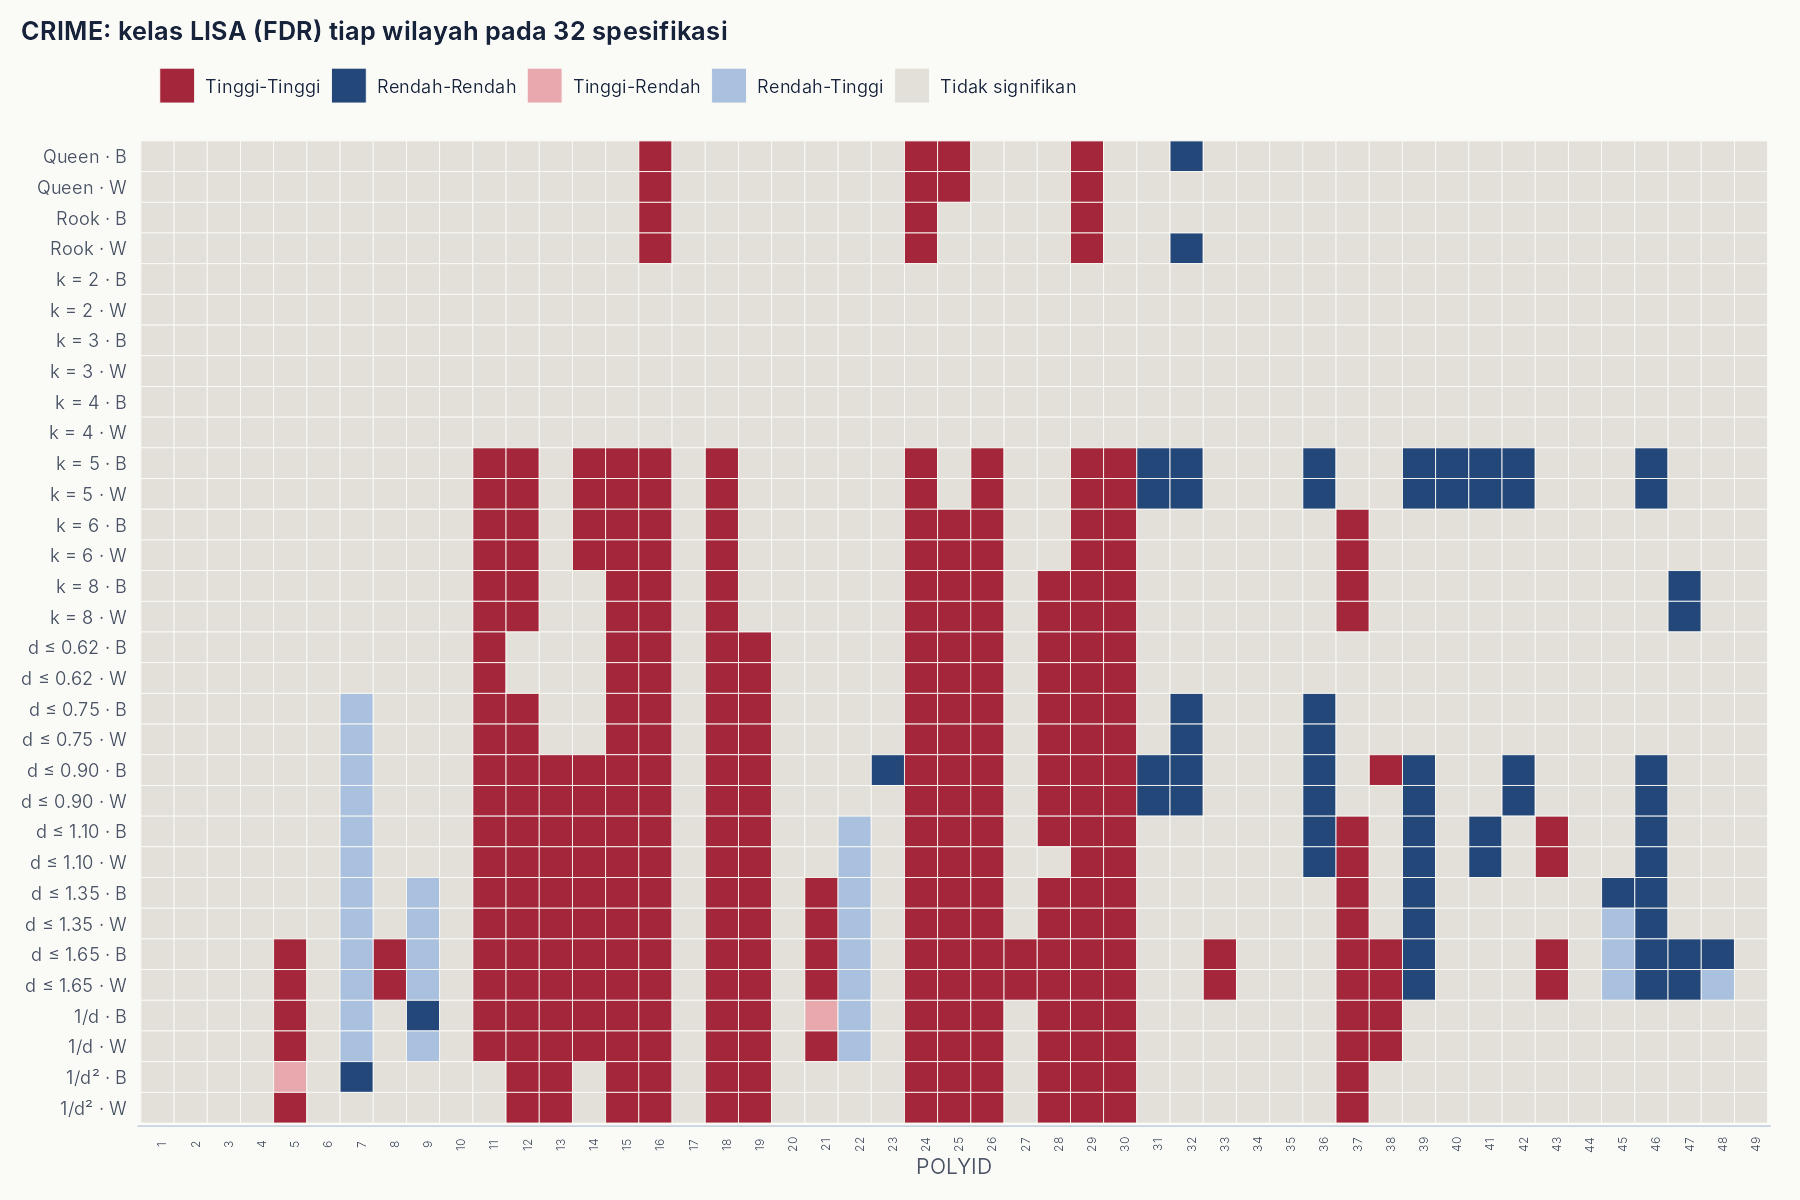 CRIME: kelas LISA (FDR) tiap wilayah pada 32 spesifikasi
Tinggi-Tinggi Rendah-Rendah Tinggi-Rendah Rendah-Tinggi Tidak signifikan
Queen · B
Queen · W
Rook · B
Rook · W
k = 2 · B
k = 2 · W
k = 3 · B
k = 3 · W
k = 4 · B
k = 4 · W
k = 5 · B
k = 5 · W
k = 6 · B
k = 6 · W
k = 8 · B
k = 8 · W
d ≤ 0.62 · B
d ≤ 0.62 · W
d ≤ 0.75 · B
d ≤ 0.75 · W
d ≤ 0.90 · B
d ≤ 0.90 · W
d ≤ 1.10 · B
d ≤ 1.10 · W
d ≤ 1.35 · B
d ≤ 1.35 · W
d ≤ 1.65 · B
d ≤ 1.65 · W
1/d · B
1/d · W
1/d² · B
1/d² · W
1 2 3 4 5 6 7 8 9 10 11 12 13 14 15 16 17 18 19 20 21 22 23 24 25 26 27 28 29 30 31 32 33 34 35 36 37 38 39 40 41 42 43 44 45 46 47 48 49
POLYID